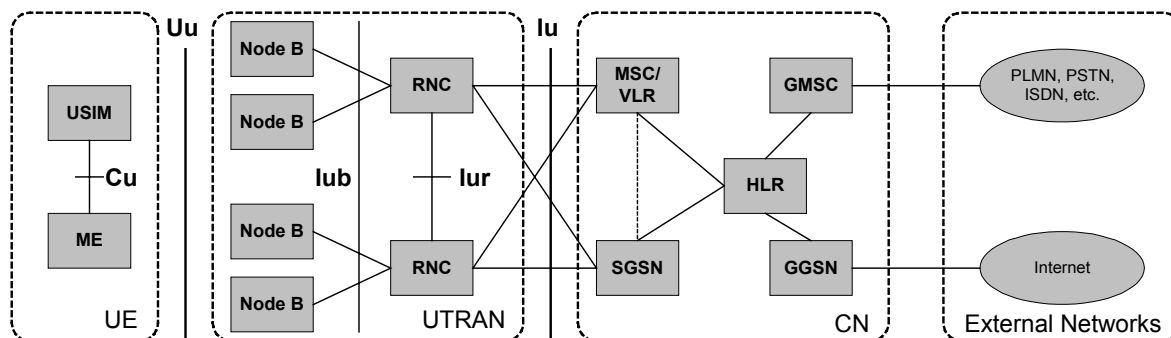 Uu
Iu
Node B
Node B
RNC
MSC/
VLR
GMSC
PLMN, PSTN,
ISDN, etc.
USIM
Cu
Iub
Iur
HLR
ME
Node B
Node B
RNC
SGSN
GGSN
Internet
UE
UTRAN
CN
External Networks